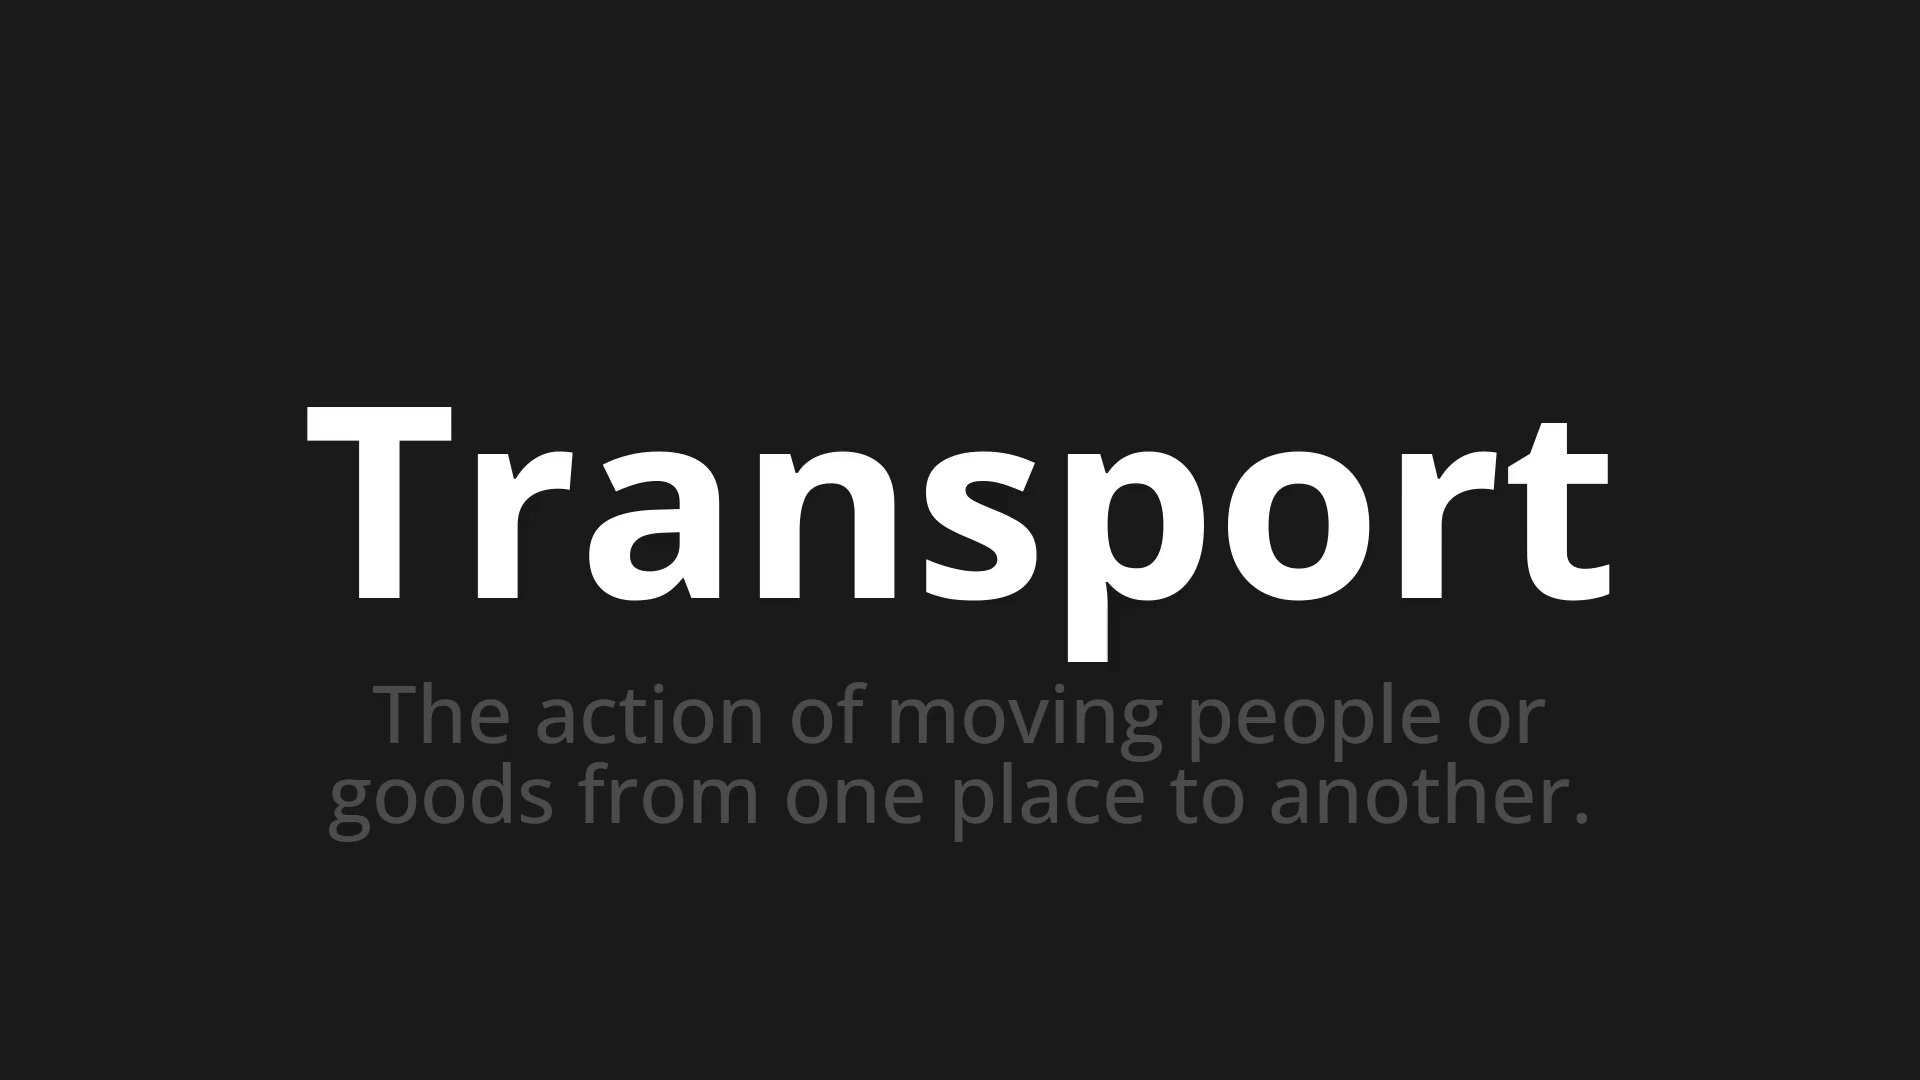 Transport
The action of moving people or
goods from one place to another.